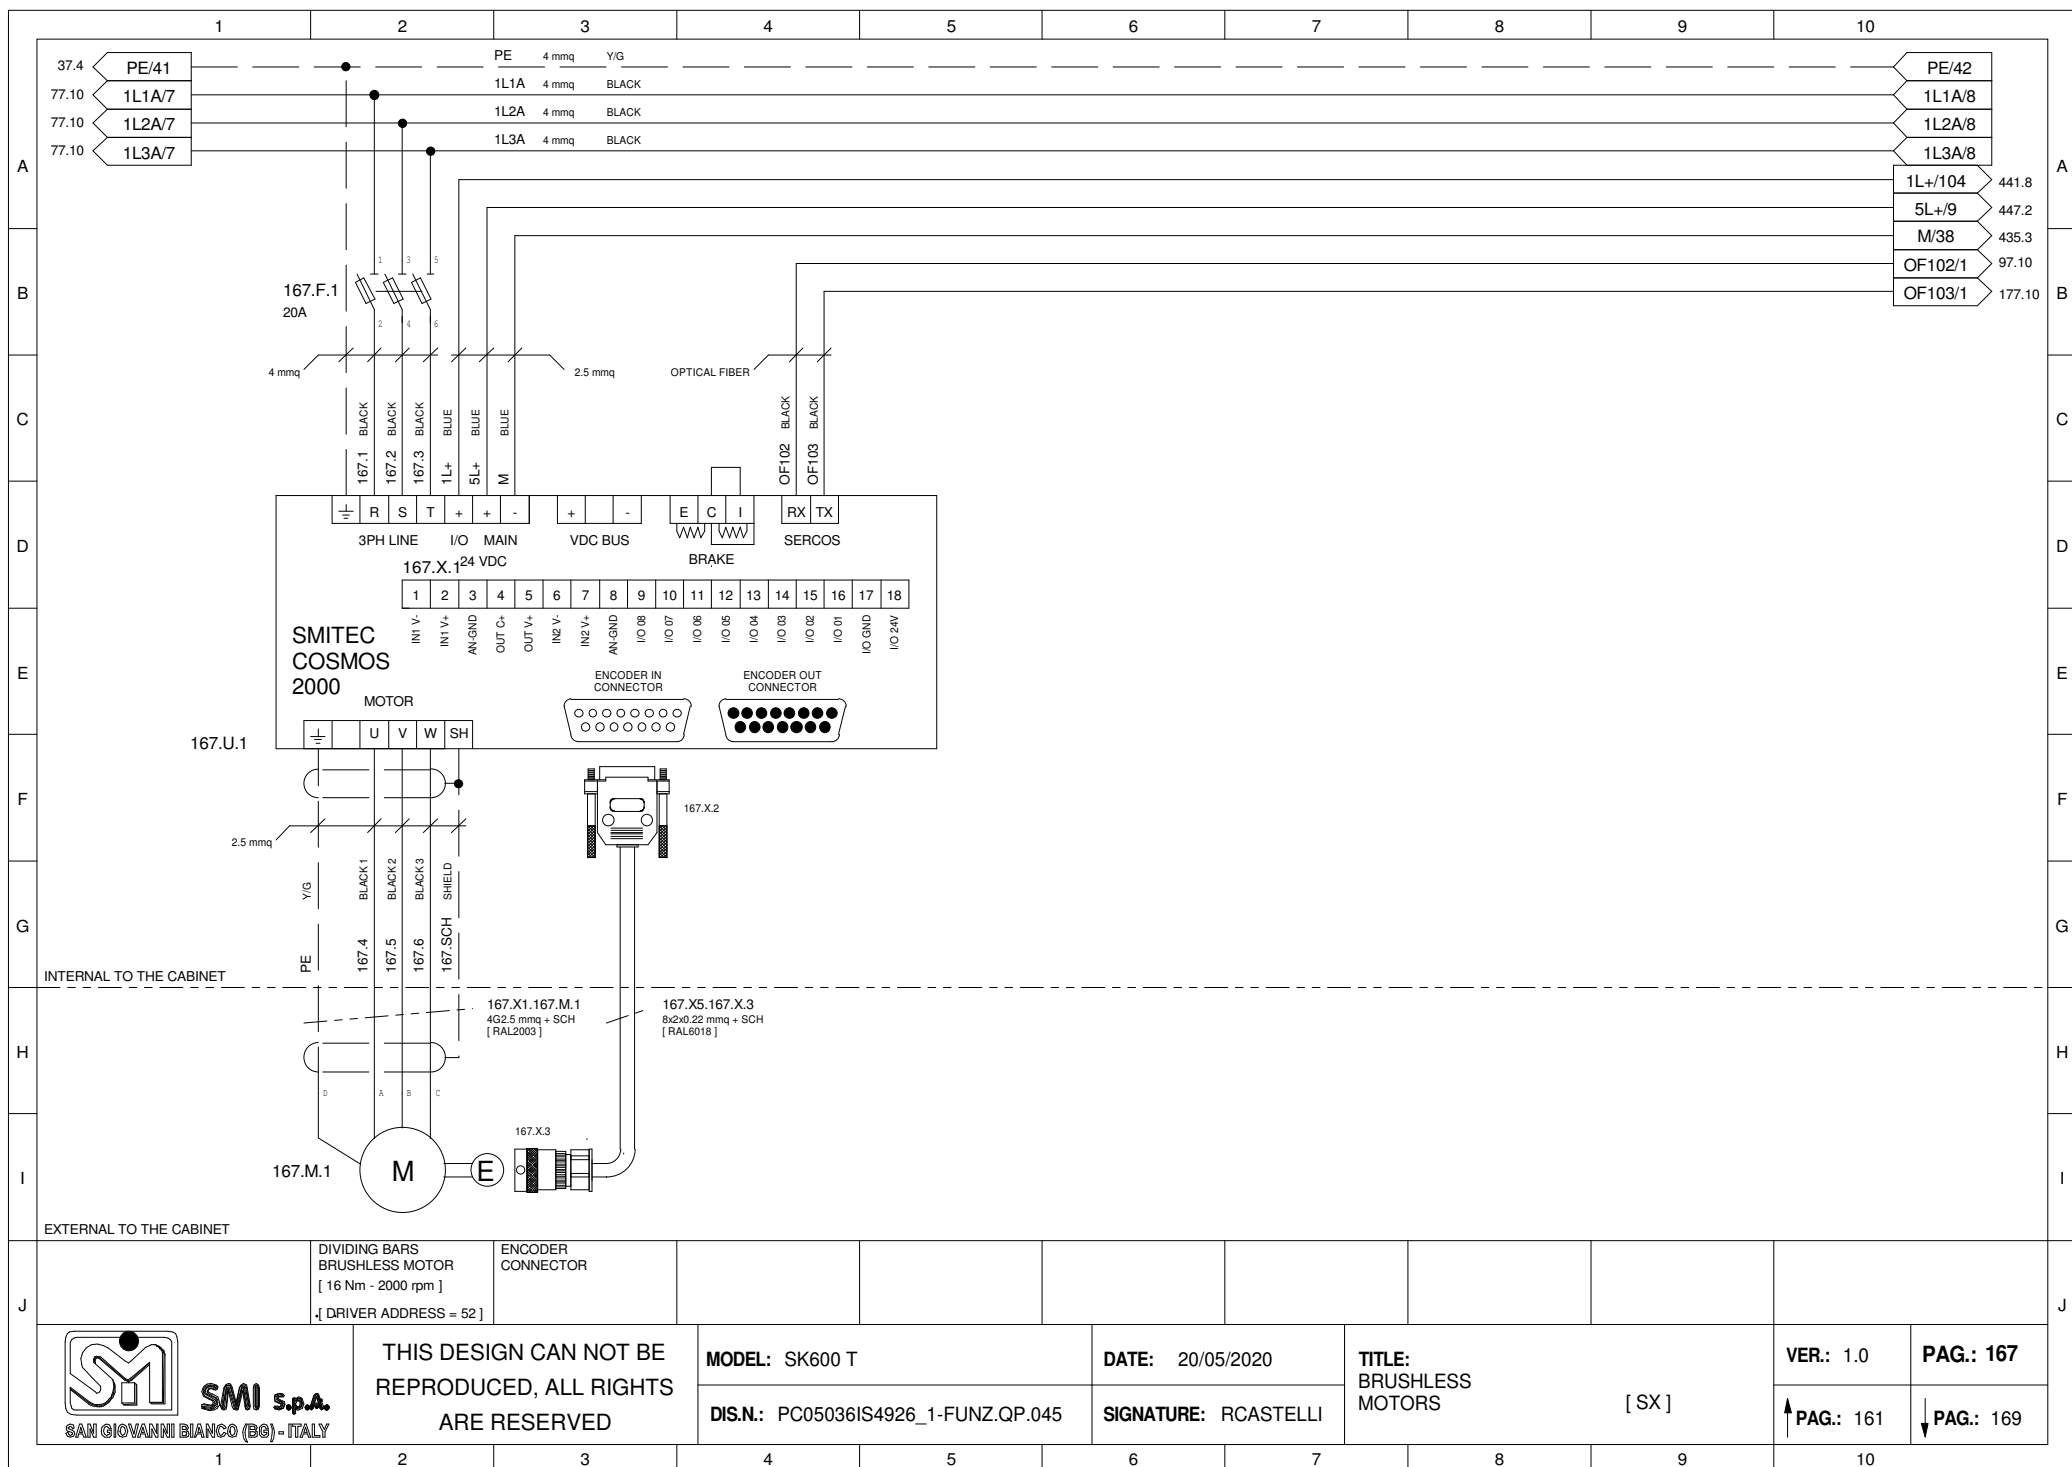 1 2 3 4 5 6 7 8 9 10
37.4 PE/41 PE 4 mmq Y/G PE/42
77.10 1L1A/7 1L1A 4 mmq BLACK 1L1A/8
77.10 1L2A/7 1L2A 4 mmq BLACK 1L2A/8
77.10 1L3A/7 1L3A 4 mmq BLACK 1L3A/8
A A
1L+/104 441.8
5L+/9 447.2
M/38 435.3
OF102/1 97.10
OF103/1 177.10
B B
1 3 5
167.F.1
20A
2 4 6
4 mmq 2.5 mmq OPTICAL FIBER
C C
BLACK BLACK BLACK BLUE BLUE BLUE BLACK BLACK
167.1 167.2 167.3 1L+ 5L+ M OF102 OF103
R S T + + - + - E C I RX TX
3PH LINE I/O MAIN VDC BUS SERCOS
24 VDC BRAKE
D D
167.X.1
1 2 3 4 5 6 7 8 9 10 11 12 13 14 15 16 17 18
IN1 V- IN1 V+ AN-GND OUT C+ OUT V+ IN2 V- IN2 V+ AN-GND I/O 08 I/O 07 I/O 06 I/O 05 I/O 04 I/O 03 I/O 02 I/O 01 I/O GND I/O 24V
SMITEC
COSMOS
2000
E E
ENCODER IN
CONNECTOR
ENCODER OUT
CONNECTOR
MOTOR
U V W SH
167.U.1
F F
167.X.2
2.5 mmq
Y/G BLACK 1 BLACK 2 BLACK 3 SHIELD
PE 167.4 167.5 167.6 167.SCH
G G
INTERNAL TO THE CABINET
167.X1.167.M.1
4G2.5 mmq + SCH
[ RAL2003 ]
167.X5.167.X.3
8x2x0.22 mmq + SCH
[ RAL6018 ]
H H
D A B C
167.X.3
167.M.1 M E
I I
EXTERNAL TO THE CABINET
DIVIDING BARS
BRUSHLESS MOTOR
[ 16 Nm - 2000 rpm ]
[ DRIVER ADDRESS = 52 ]
ENCODER
CONNECTOR
J J
SMI S.p.A.
SAN GIOVANNI BIANCO (BG) - ITALY
THIS DESIGN CAN NOT BE
REPRODUCED, ALL RIGHTS
ARE RESERVED
MODEL: SK600 T
DIS.N.: PC05036IS4926_1-FUNZ.QP.045
DATE: 20/05/2020
SIGNATURE: RCASTELLI
TITLE:
BRUSHLESS
MOTORS
[ SX ]
VER.: 1.0
PAG.: 167
PAG.: 161
PAG.: 169
1 2 3 4 5 6 7 8 9 10